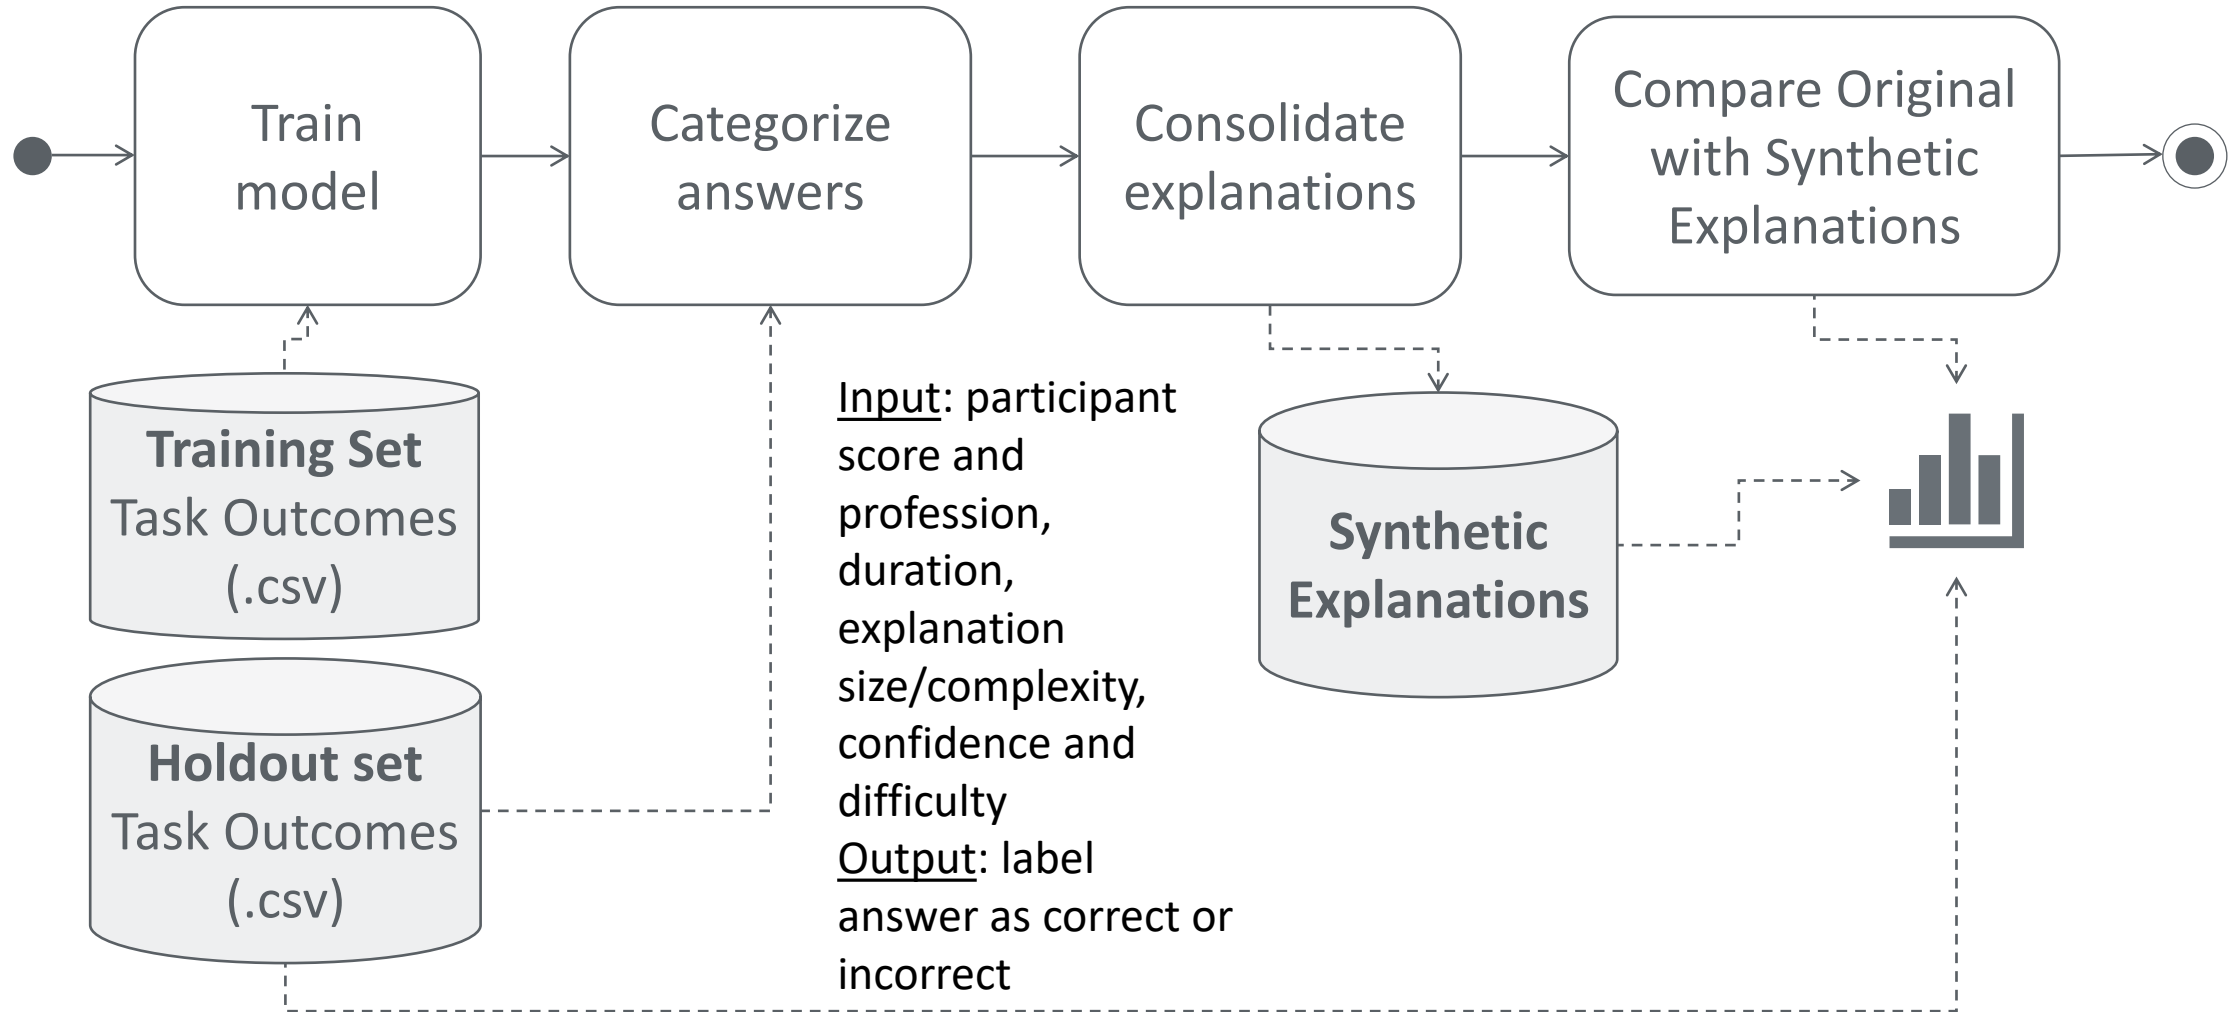 Train
model
Categorize
answers
Consolidate
explanations
Compare Original
with Synthetic
Explanations
Training Set
Task Outcomes
(.csv)
Holdout set
Task Outcomes
(.csv)
Input: participant
score and
profession,
duration,
explanation
size/complexity,
confidence and
difficulty
Output: label
answer as correct or
incorrect
Synthetic
Explanations